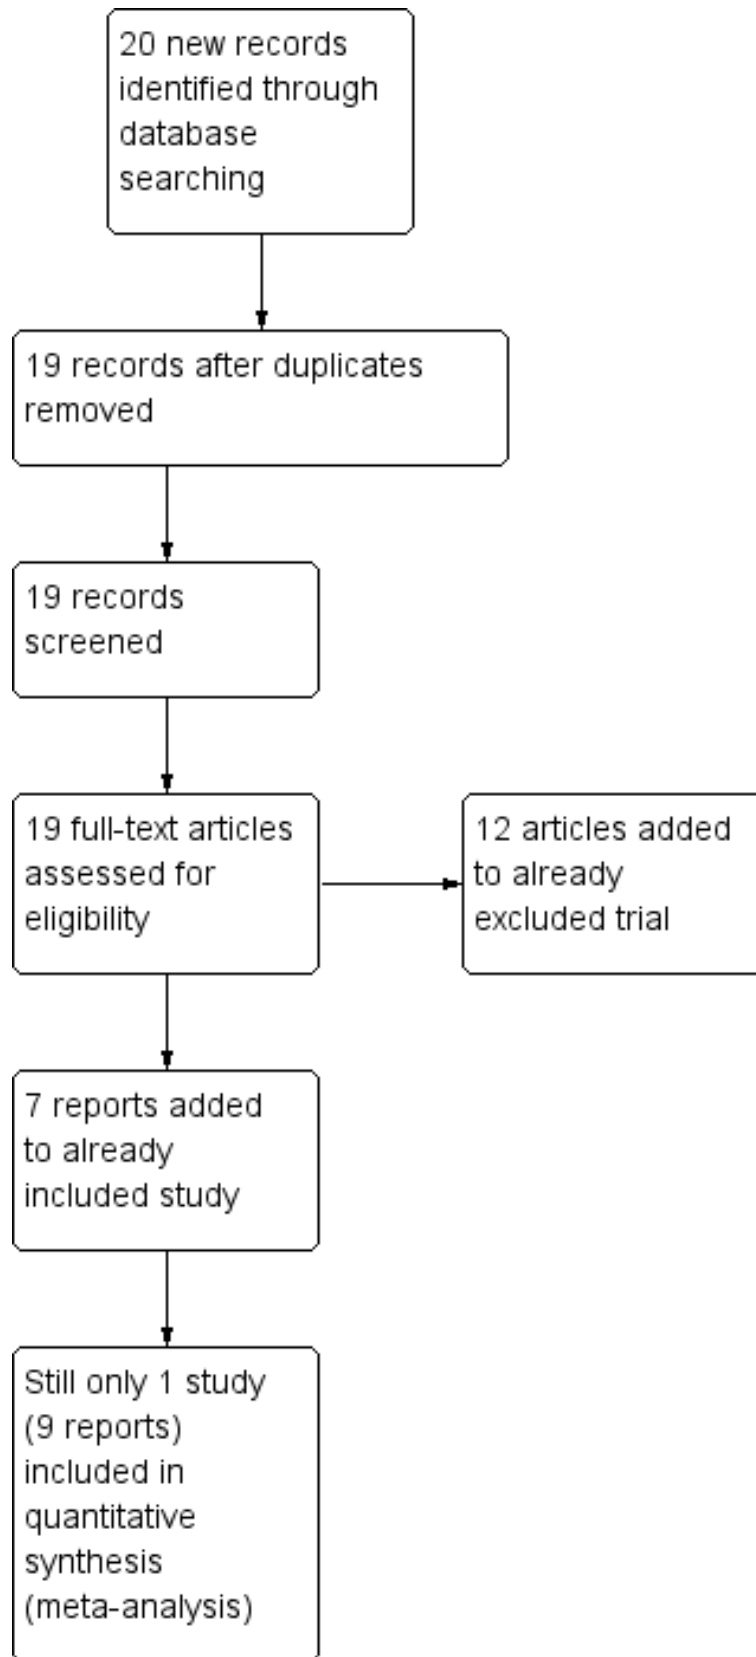 20 new records
identified through
database
searching
19 records after duplicates
removed
19 records
screened
19 full-text articles
assessed for
eligibility
12 articles added
to already
excluded trial
7 reports added
to already
included study
Still only 1 study
(9 reports)
included in
quantitative
synthesis
(meta-analysis)